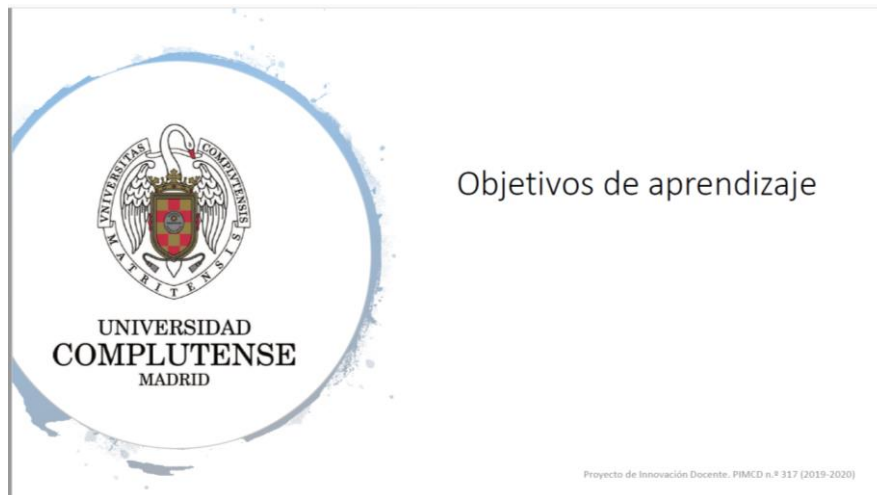 UNIVERSITAS COMPLUTENSIS
MATRITENSIS
UNIVERSIDAD
COMPLUTENSE
MADRID
Objetivos de aprendizaje
Proyecto de Innovación Docente. PIMCD n.º 317 (2019-2020)